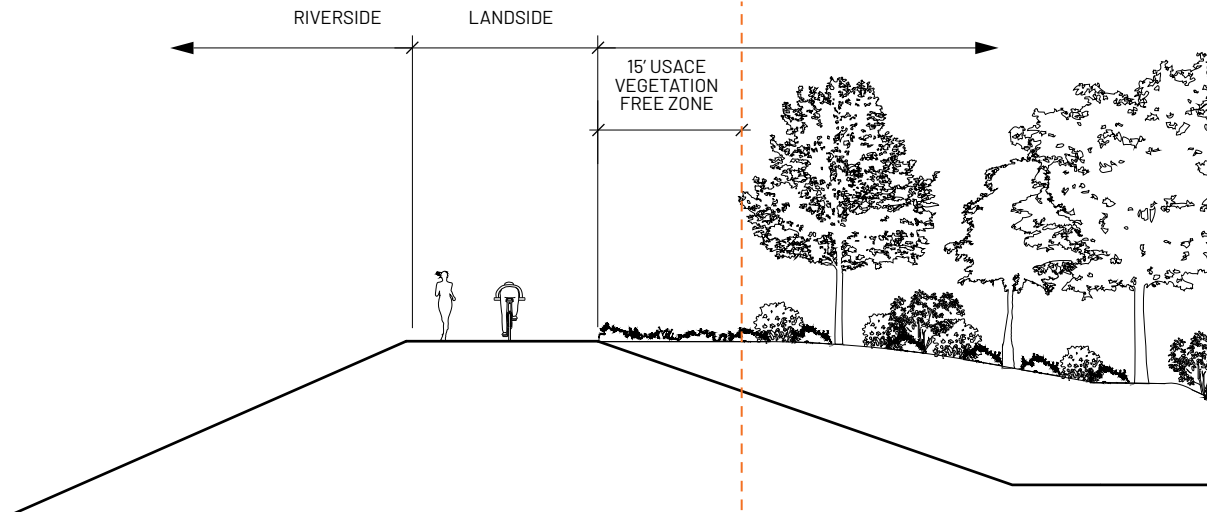 RIVERSIDE
LANDSIDE
15' USACE
VEGETATION
FREE ZONE